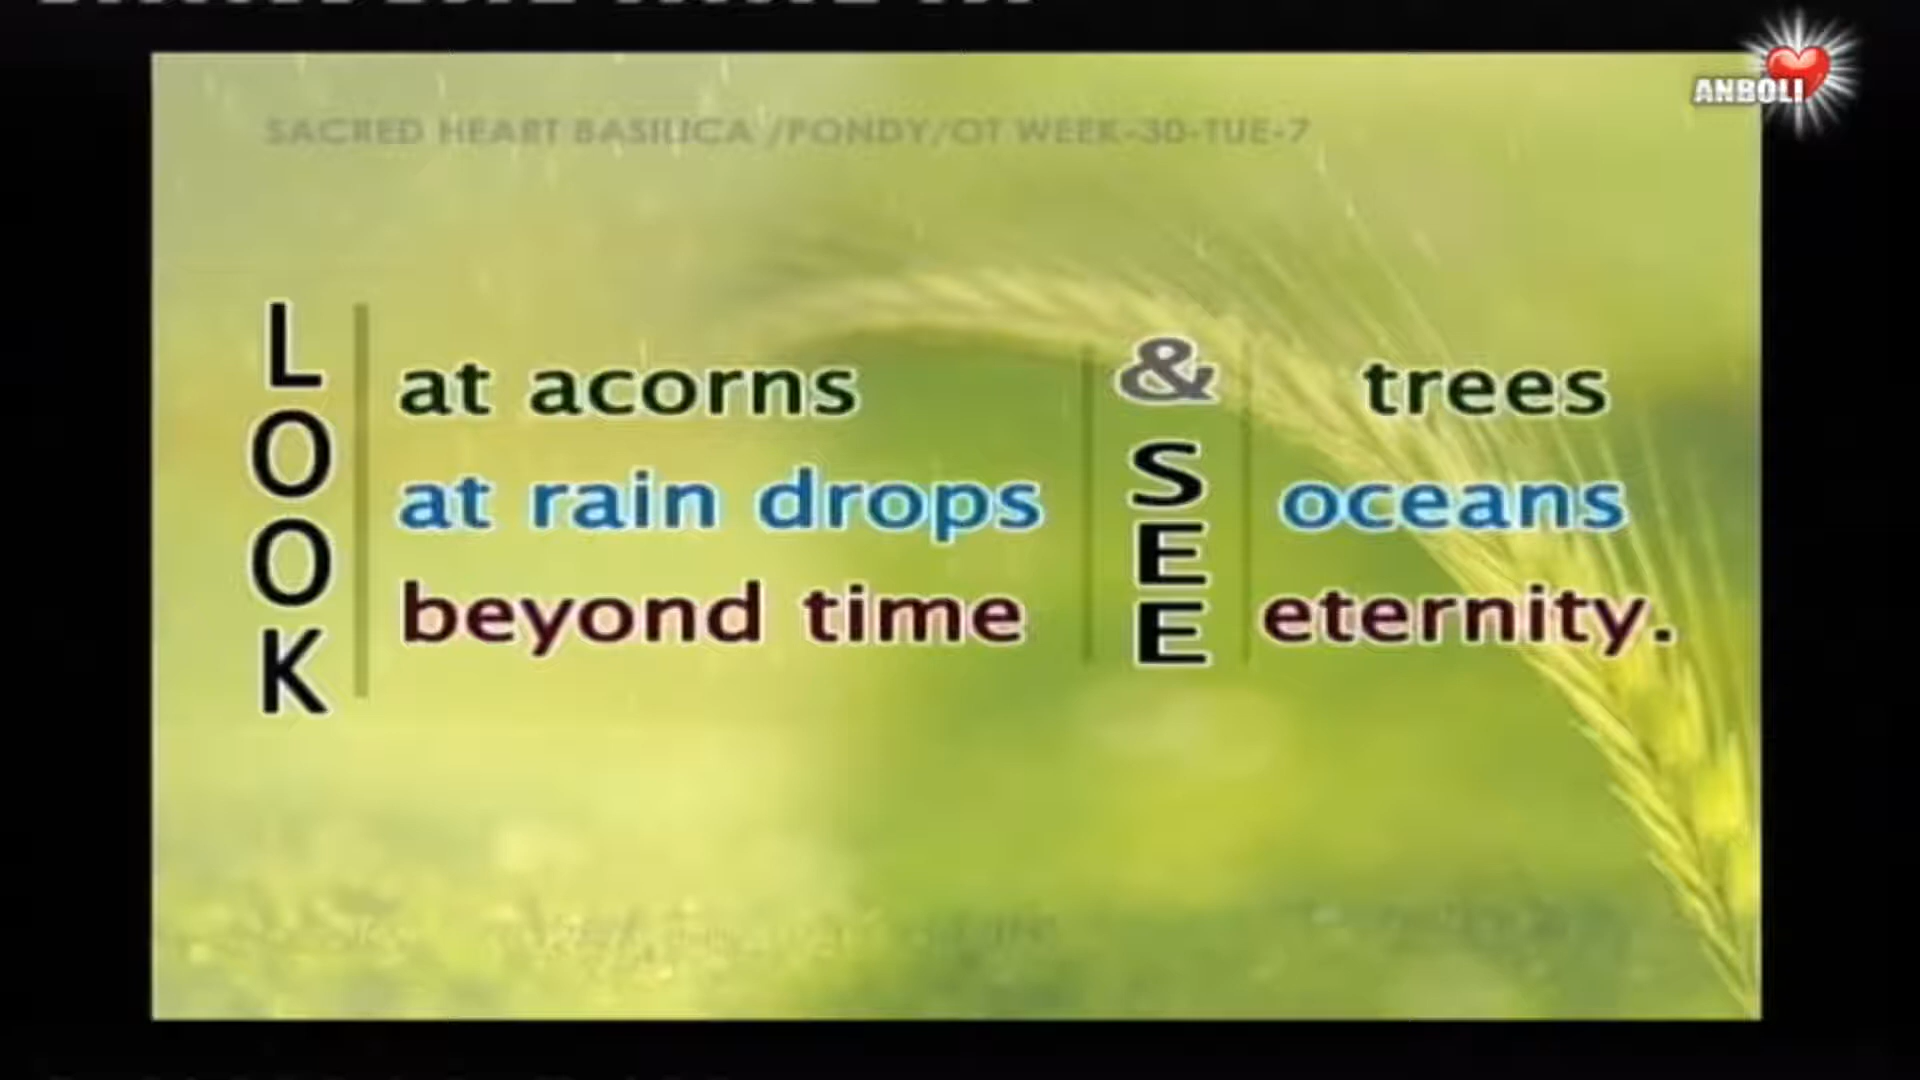 ANBOLI
SACRED HEART BASILICA /PONDY/OT WEEK-30-TUE-7
LOOK
at acorns
at rain drops
beyond time
& SEE
trees
oceans
eternity.